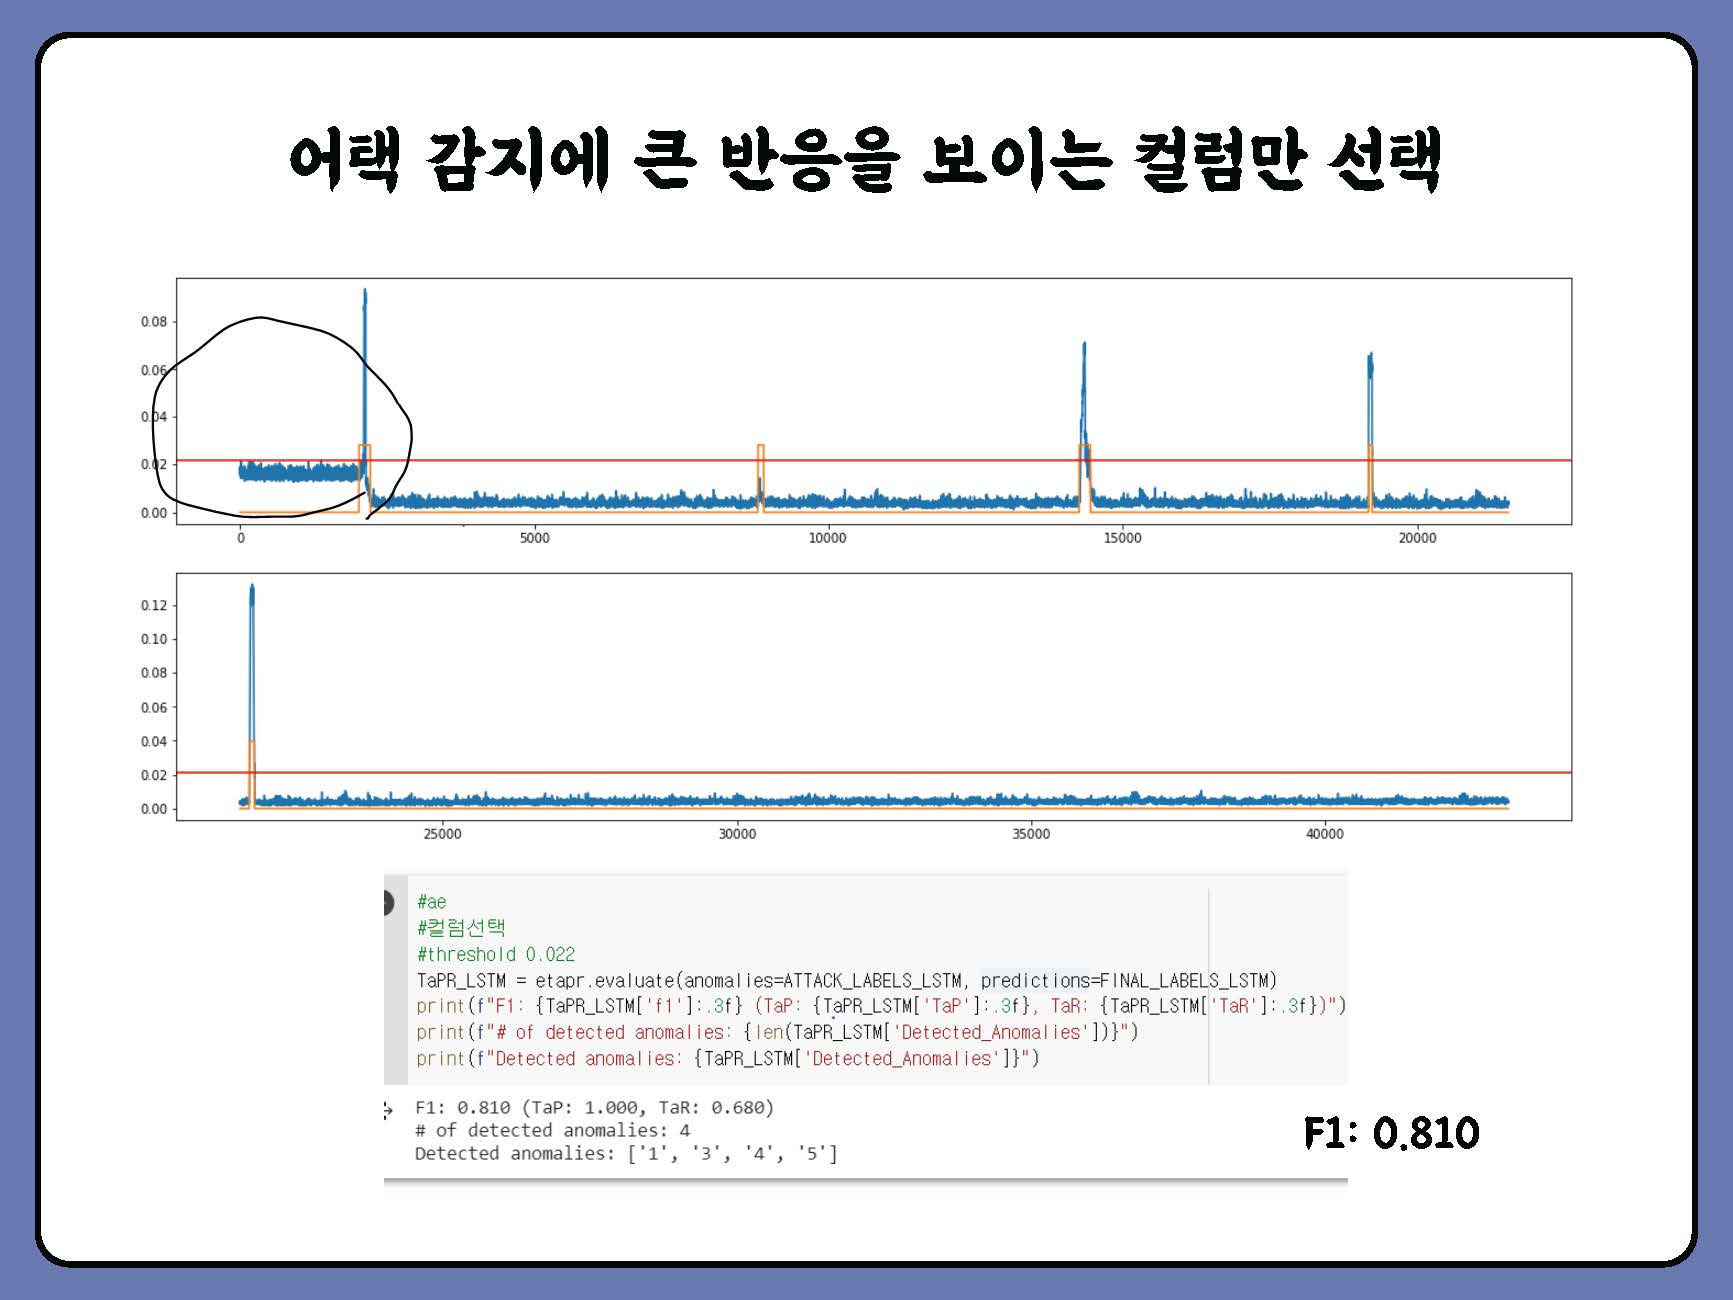 어택 감지에 큰 반응을 보이는 컬럼만 선택
0.08
0.06
0.04
0.02
0.00
0 5000 10000 15000 20000
0.12
0.10
0.08
0.06
0.04
0.02
0.00
25000 30000 35000 40000
#ae
#컬럼선택
#threshold 0.022
TaPR_LSTM = etapr.evaluate(anomalies=ATTACK_LABELS_LSTM, predictions=FINAL_LABELS_LSTM)
print(f"F1: {TaPR_LSTM['f1']:.3f} (TaP: {TaPR_LSTM['TaP']:.3f}, TaR: {TaPR_LSTM['TaR']:.3f})")
print(f"# of detected anomalies: {len(TaPR_LSTM['Detected_Anomalies'])}")
print(f"Detected anomalies: {TaPR_LSTM['Detected_Anomalies']}")
F1: 0.810 (TaP: 1.000, TaR: 0.680)
# of detected anomalies: 4
Detected anomalies: ['1', '3', '4', '5']
F1: 0.810